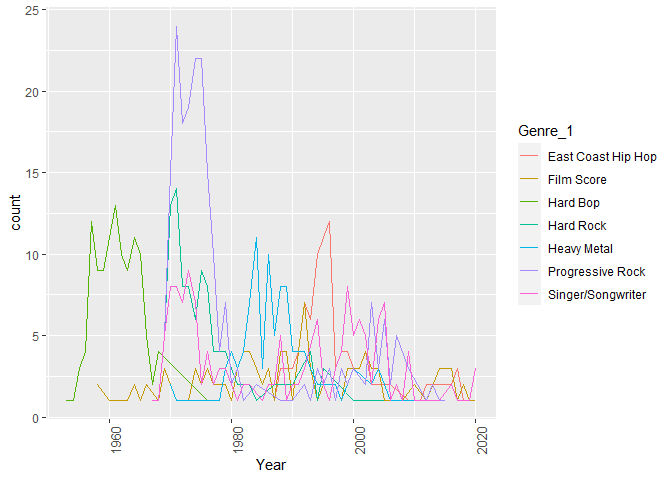 25
20
15
10
5
0
count
1960
1980
2000
2020
Year
Genre_1
East Coast Hip Hop
Film Score
Hard Bop
Hard Rock
Heavy Metal
Progressive Rock
Singer/Songwriter